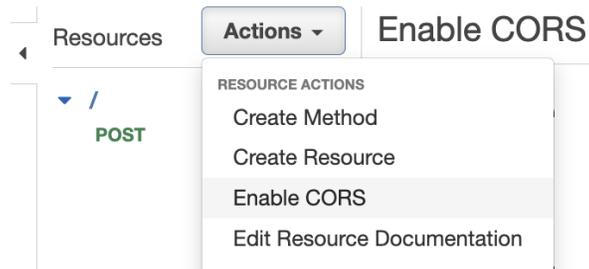 Resources
Actions
Enable CORS
/
POST
RESOURCE ACTIONS
Create Method
Create Resource
Enable CORS
Edit Resource Documentation